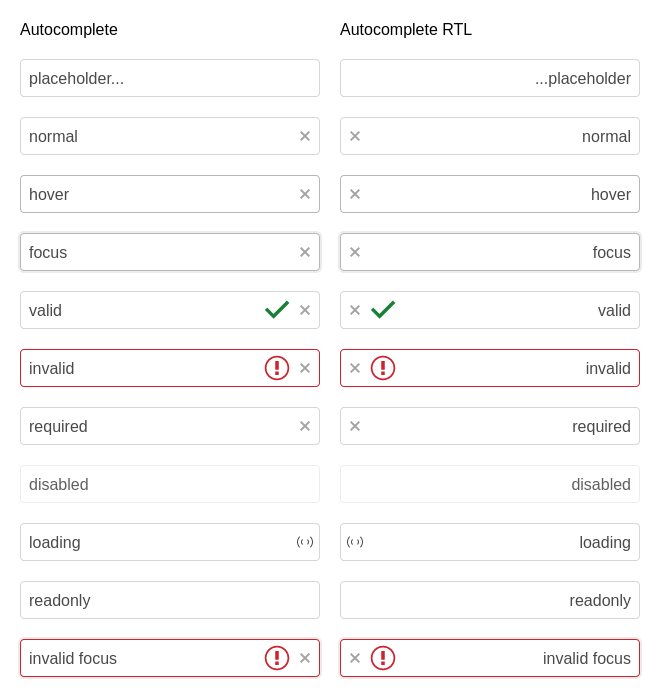 Autocomplete
placeholder...
normal
hover
focus
valid
invalid
required
disabled
loading
readonly
invalid focus
Autocomplete RTL
...placeholder
normal
hover
focus
valid
invalid
required
disabled
loading
readonly
invalid focus